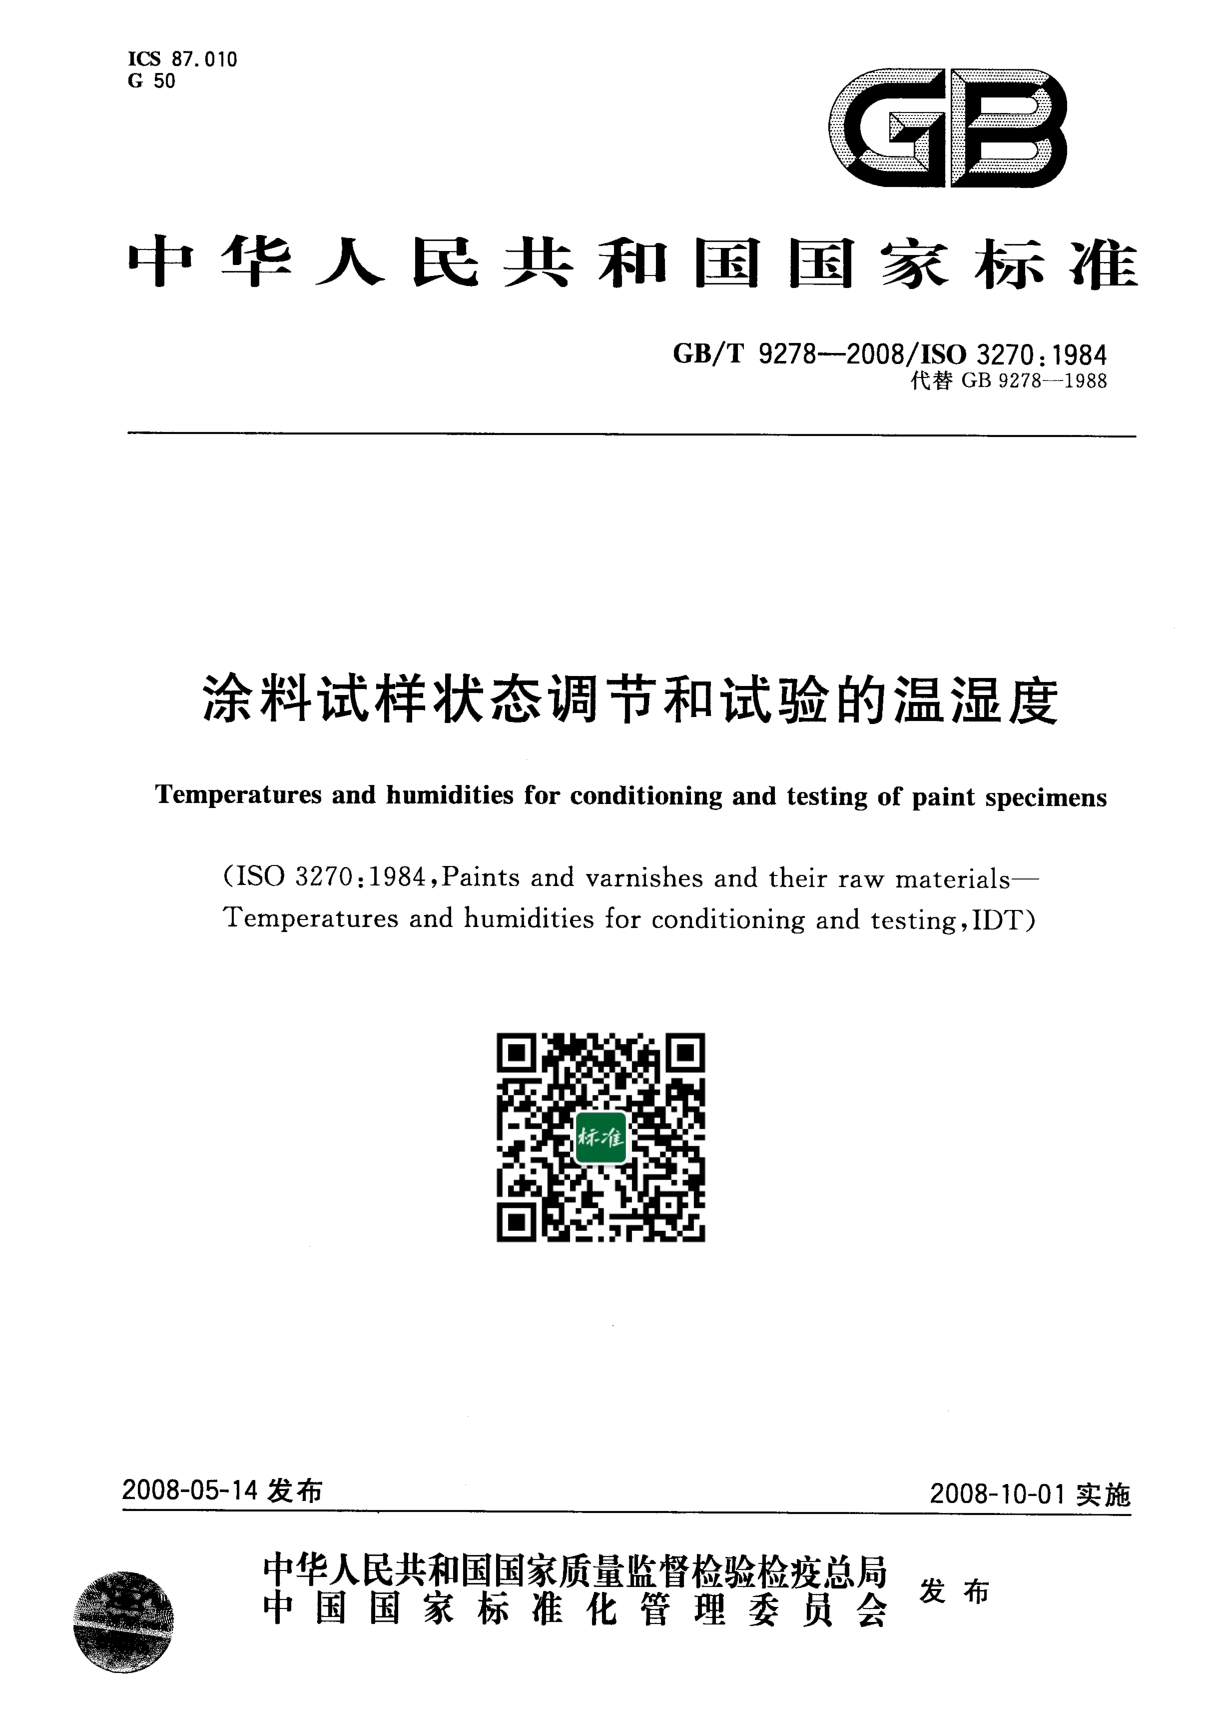 ICS 87.010
G 50
GB
中华人民共和国国家标准
GB/T 9278—2008/ISO 3270:1984
代替 GB 9278—1988
涂料试样状态调节和试验的温湿度
Temperatures and humidities for conditioning and testing of paint specimens
(ISO 3270:1984,Paints and varnishes and their raw materials—
Temperatures and humidities for conditioning and testing,IDT)
标准
2008-05-14 发布
2008-10-01 实施
中华人民共和国国家质量监督检验检疫总局
中国国家标准化管理委员会
发布